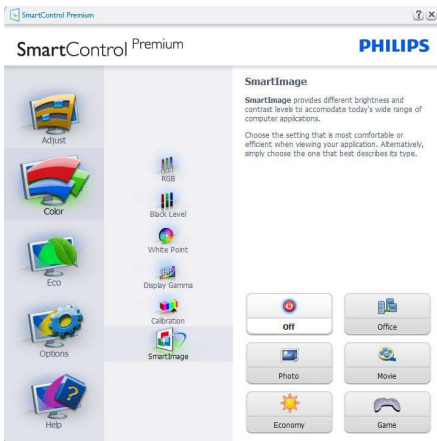 SmartControl Premium
SmartControl Premium
PHILIPS
Adjust
Color
Eco
Options
Help
RGB
Black Level
White Point
Display Gamma
Calibration
SmartImage
SmartImage
SmartImage provides different brightness and
contrast levels to accomodate today's wide range of
computer applications.
Choose the setting that is most comfortable or
efficient when viewing your application. Alternatively,
simply choose the one that best describes its type.
Off
Office
Photo
Movie
Economy
Game